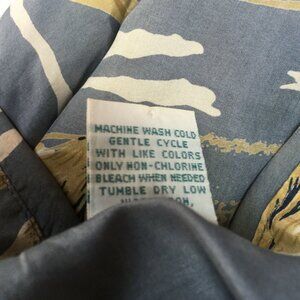 MACHINE WASH COLD
GENTLE CYCLE
WITH LIKE COLORS
ONLY NON-CHLORINE
BLEACH WHEN NEEDED
TUMBLE DRY LOW